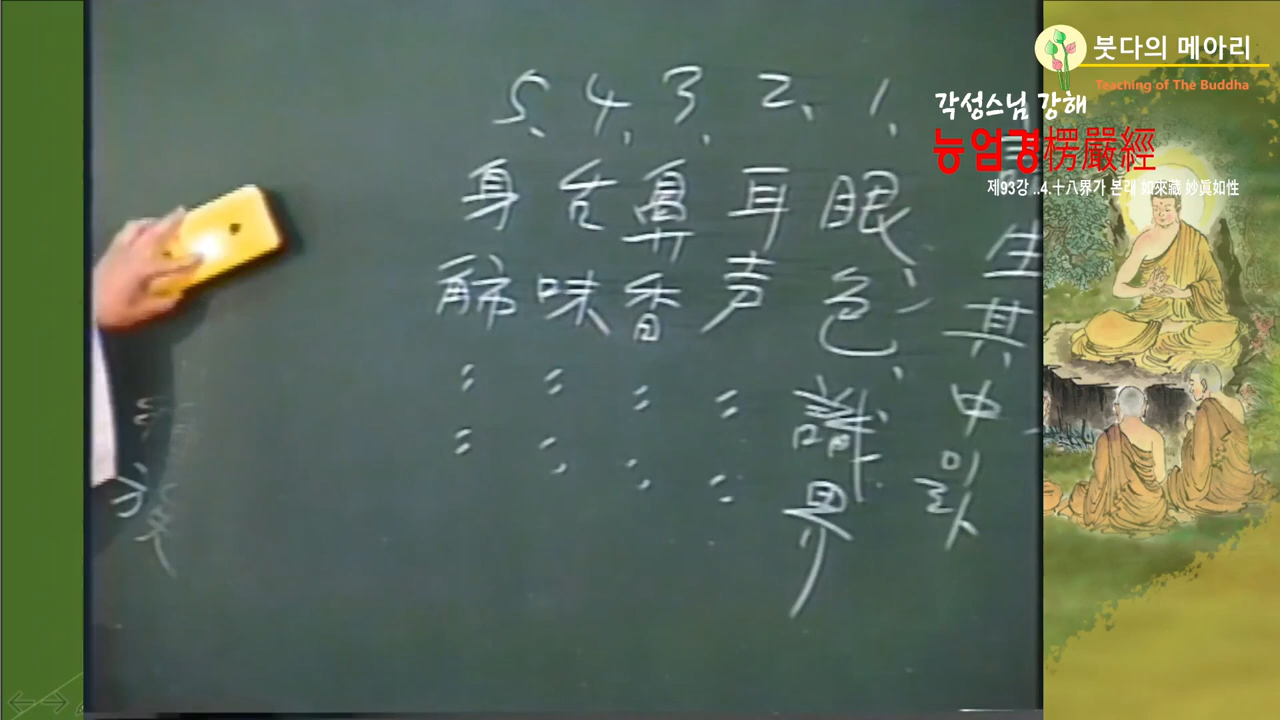 붓다의 메아리
Teaching of The Buddha
각성스님 강해
능엄경楞嚴經
제93강 ..4.十八界가 본래 如來藏 妙眞如性
生其中
1, 眼色識界
2, 耳声〃〃
3, 鼻香〃〃
4, 舌味〃〃
5, 身觸〃〃